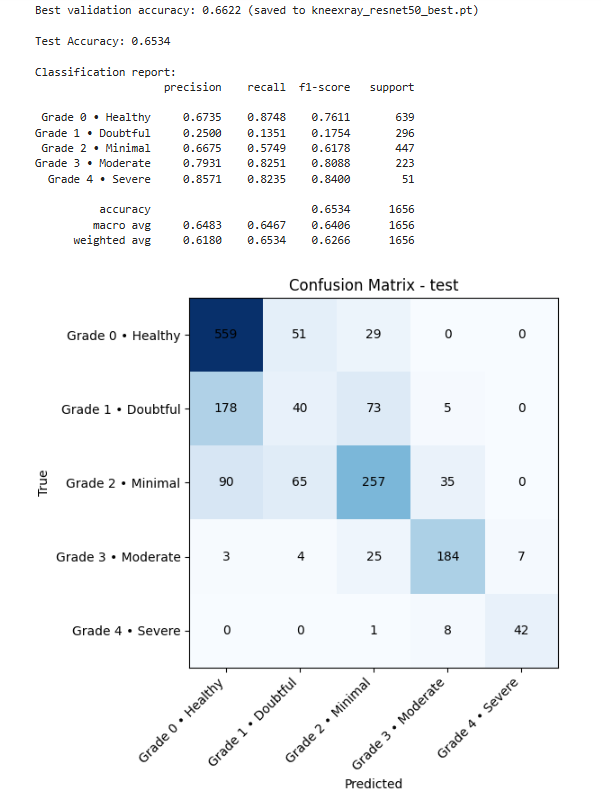 Best validation accuracy: 0.6622 (saved to kneexray_resnet50_best.pt)
Test Accuracy: 0.6534
Classification report:
precision recall f1-score support
Grade 0 • Healthy 0.6735 0.8748 0.7611 639
Grade 1 • Doubtful 0.2500 0.1351 0.1754 296
Grade 2 • Minimal 0.6675 0.5749 0.6178 447
Grade 3 • Moderate 0.7931 0.8251 0.8088 223
Grade 4 • Severe 0.8571 0.8235 0.8400 51
accuracy 0.6534 1656
macro avg 0.6483 0.6467 0.6406 1656
weighted avg 0.6180 0.6534 0.6266 1656
Confusion Matrix - test
Grade 0 • Healthy 559 51 29 0 0
Grade 1 • Doubtful 178 40 73 5 0
Grade 2 • Minimal 90 65 257 35 0
Grade 3 • Moderate 3 4 25 184 7
Grade 4 • Severe 0 0 1 8 42
True
Grade 0 • Healthy
Grade 1 • Doubtful
Grade 2 • Minimal
Grade 3 • Moderate
Grade 4 • Severe
Predicted